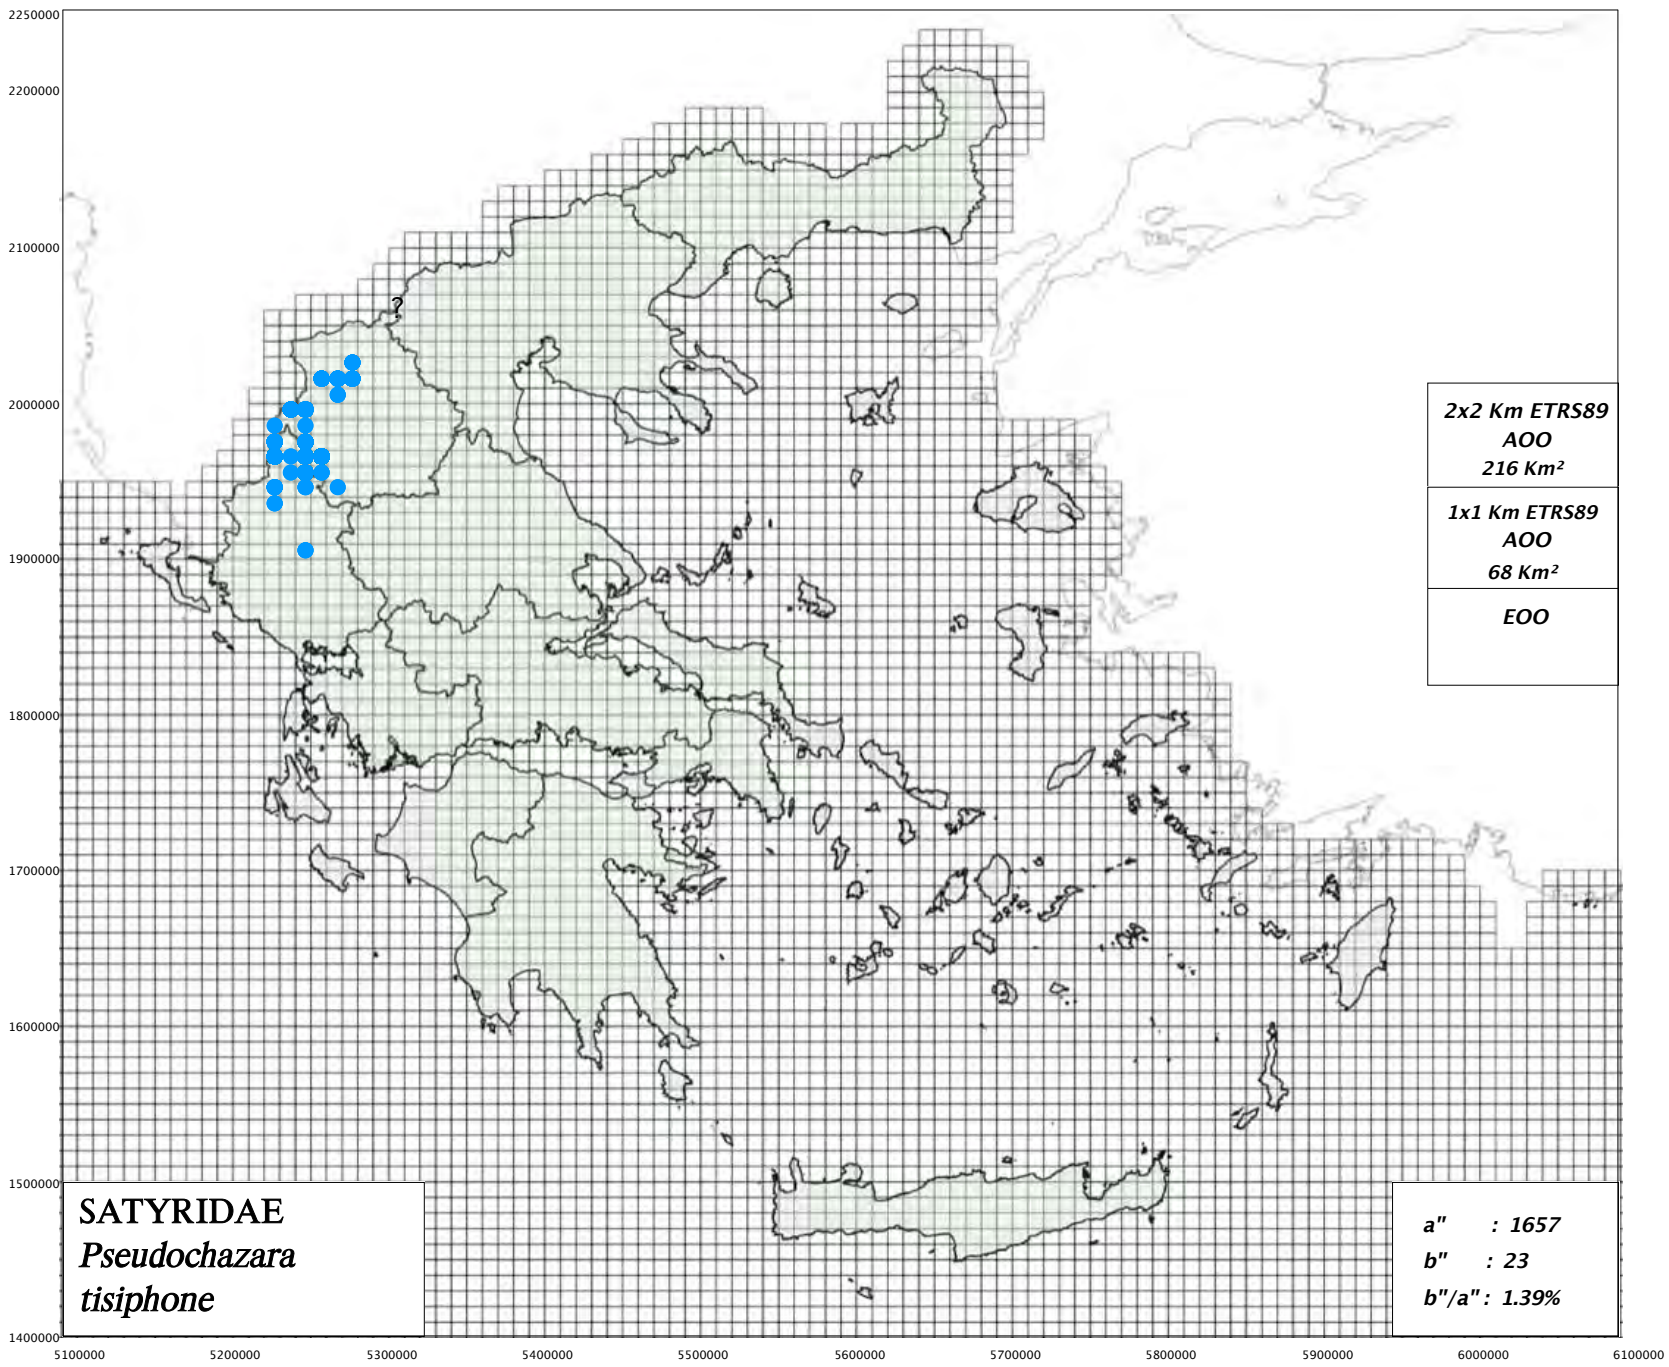 2250000
2200000
2100000
2000000
1900000
1800000
1700000
1600000
1500000
1400000
?
2x2 Km ETRS89
AOO
216 Km²
1x1 Km ETRS89
AOO
68 Km²
EOO
SATYRIDAE
Pseudochazara
tisiphone
a" : 1657
b" : 23
b"/a" : 1.39%
5100000 5200000 5300000 5400000 5500000 5600000 5700000 5800000 5900000 6000000 6100000